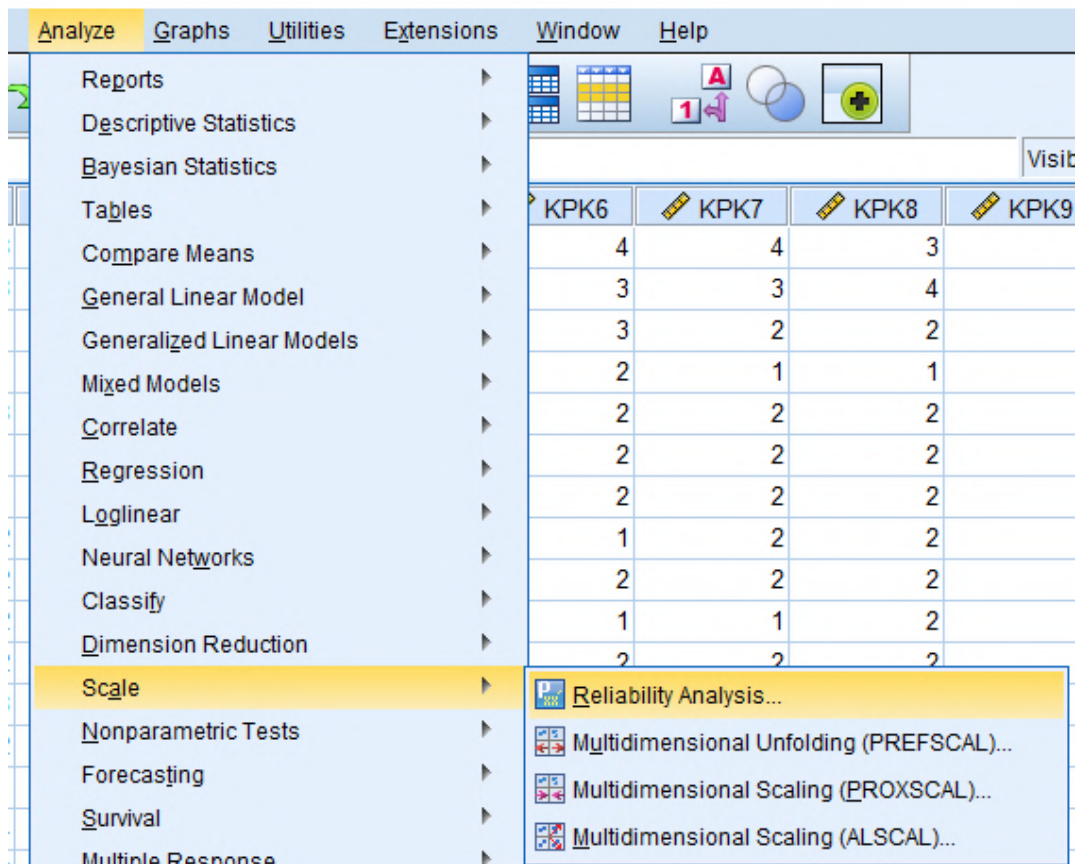 Analyze Graphs Utilities Extensions Window Help
Reports
Descriptive Statistics
Bayesian Statistics
Tables
Compare Means
General Linear Model
Generalized Linear Models
Mixed Models
Correlate
Regression
Loglinear
Neural Networks
Classify
Dimension Reduction
Scale
Nonparametric Tests
Forecasting
Survival
Multiple Response
A
1
Visib
KPK6 KPK7 KPK8 KPK9
4 4 3
3 3 4
3 2 2
2 1 1
2 2 2
2 2 2
2 2 2
1 2 2
2 2 2
1 1 2
2 2 2
Reliability Analysis...
Multidimensional Unfolding (PREFSCAL)...
Multidimensional Scaling (PROXSCAL)...
Multidimensional Scaling (ALSCAL)...